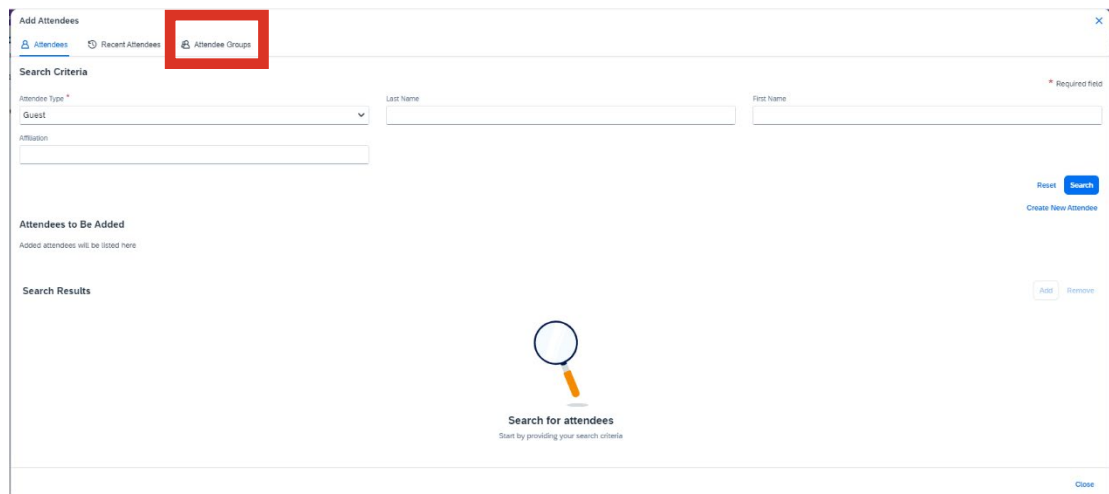 Add Attendees
Attendees Recent Attendees Attendee Groups
Search Criteria
* Required field
Attendee Type * Last Name First Name
Guest
Affiliation
Reset Search
Create New Attendee
Attendees to Be Added
Added attendees will be listed here
Search Results Add Remove
Search for attendees
Start by providing your search criteria
Close